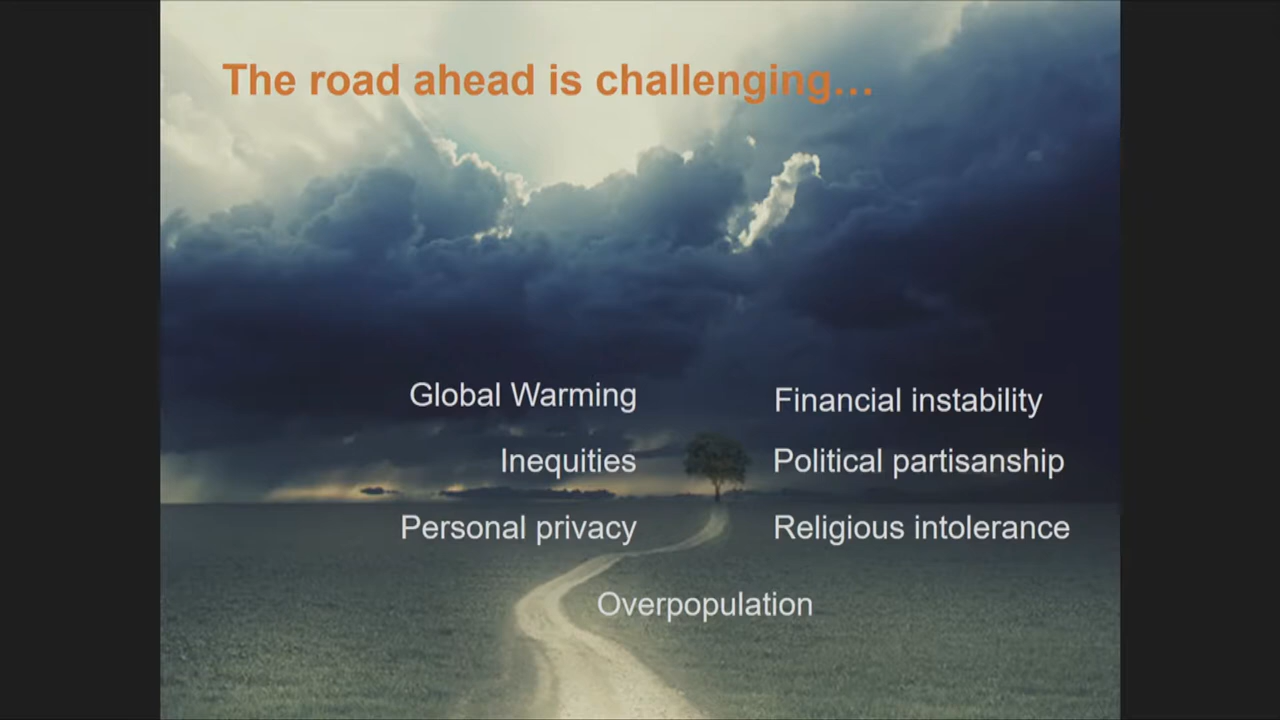 The road ahead is challenging...
Global Warming
Financial instability
Inequities
Political partisanship
Personal privacy
Religious intolerance
Overpopulation